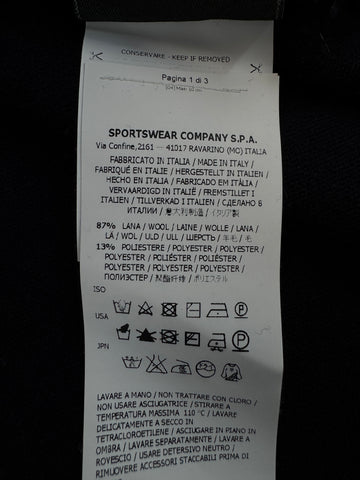 CONSERVARE - KEEP IF REMOVED
Pagina 1 di 3
SPORTSWEAR COMPANY S.P.A.
Via Confine,2161 — 41017 RAVARINO (MO) ITALIA
FABBRICATO IN ITALIA / MADE IN ITALY /
FABRIQUÉ EN ITALIE / HERGESTELLT IN ITALIEN /
HECHO EN ITALIA / FABRICADO EM ITÁLIA /
VERVAARDIGD IN ITALIË / FREMSTILLET I
ITALIEN / TILLVERKAD I ITALIEN / СДЕЛАНО В
ИТАЛИИ / 意大利制造 / イタリア製
87% LANA / WOOL / LAINE / WOLLE / LANA /
LÃ / WOL / ULD / ULL / ШЕРСТЬ / 羊毛 / 毛
13% POLIESTERE / POLYESTER / POLYESTER /
POLYESTER / POLIÉSTER / POLIÉSTER /
POLYESTER / POLYESTER / POLYESTER /
ПОЛИЭСТЕР / 聚酯纤维 / ポリエステル
ISO
USA
JPN
LAVARE A MANO / NON TRATTARE CON CLORO /
NON USARE ASCIUGATRICE / STIRARE A
TEMPERATURA MASSIMA 110 °C / LAVARE
DELICATAMENTE A SECCO IN
TETRACLOROETILENE / ASCIUGARE IN PIANO IN
OMBRA / LAVARE SEPARATAMENTE / LAVARE A
ROVESCIO / USARE DETERSIVO NEUTRO /
RIMUOVERE ACCESSORI STACCABILI PRIMA DI